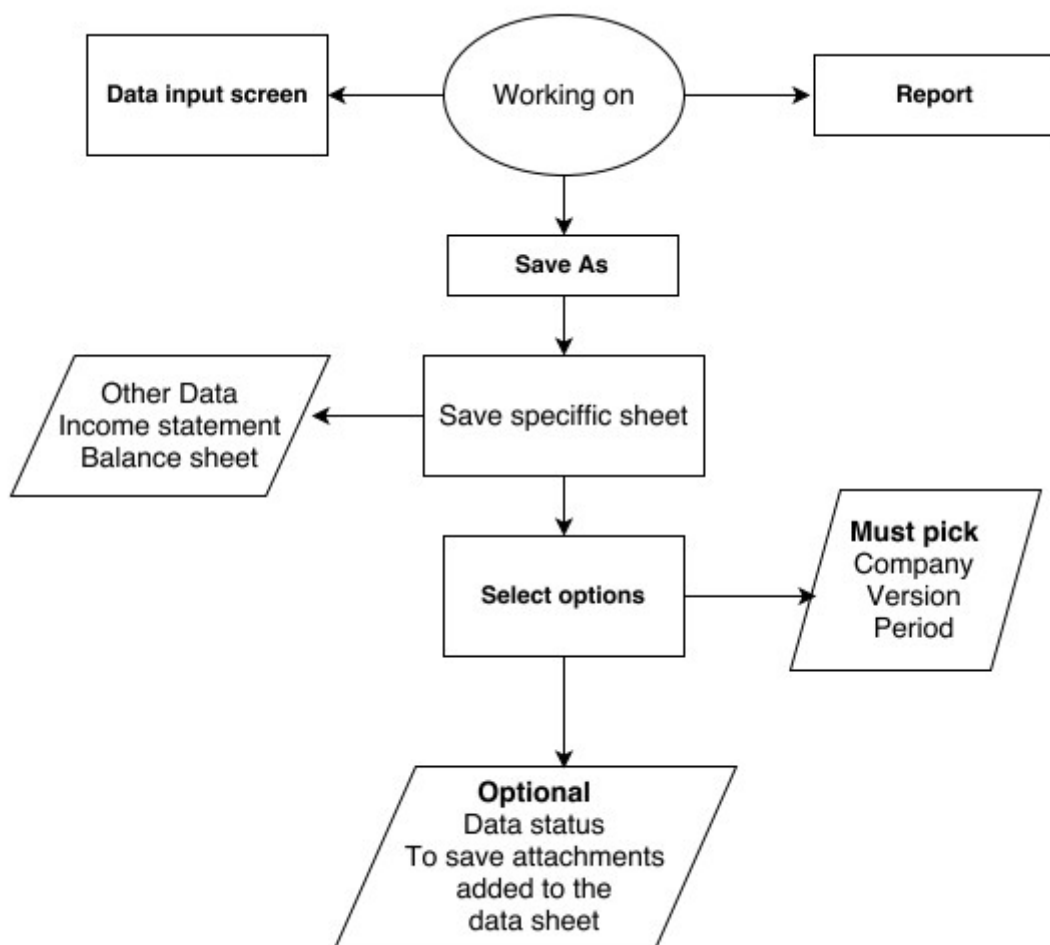 Data input screen
Working on
Report
Save As
Other Data
Income statement
Balance sheet
Save speciffic sheet
Select options
Must pick
Company
Version
Period
Optional
Data status
To save attachments
added to the
data sheet